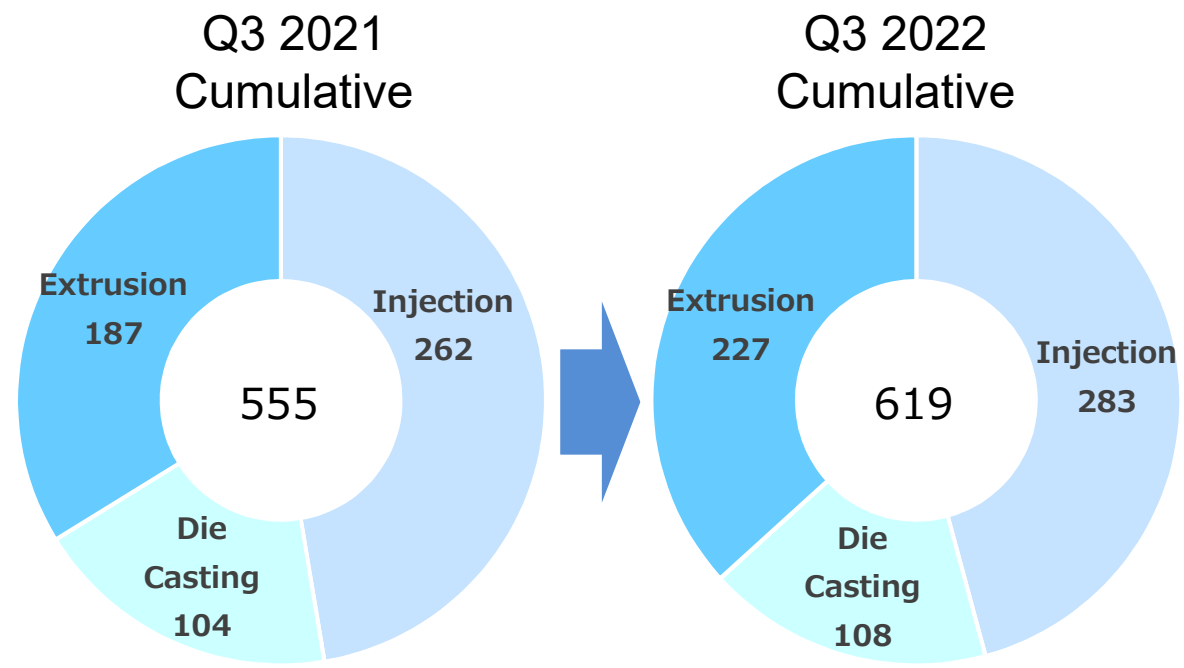 Q3 2021
Cumulative
Extrusion
187
Injection
262
555
Die
Casting
104
Q3 2022
Cumulative
Extrusion
227
Injection
283
619
Die
Casting
108